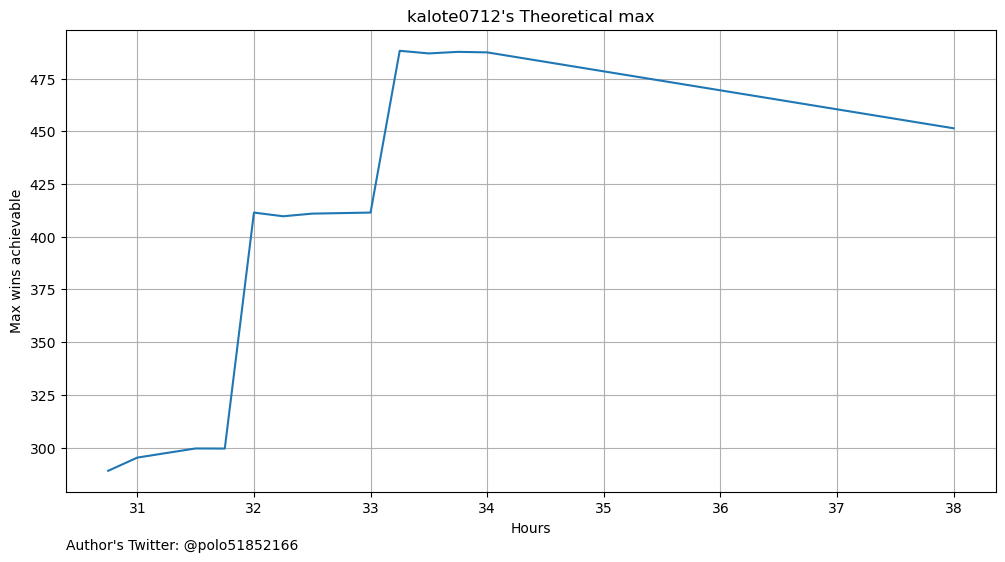 kalote0712's Theoretical max
Max wins achievable
475
450
425
400
375
350
325
300
31 32 33 34 35 36 37 38
Hours
Author's Twitter: @polo51852166